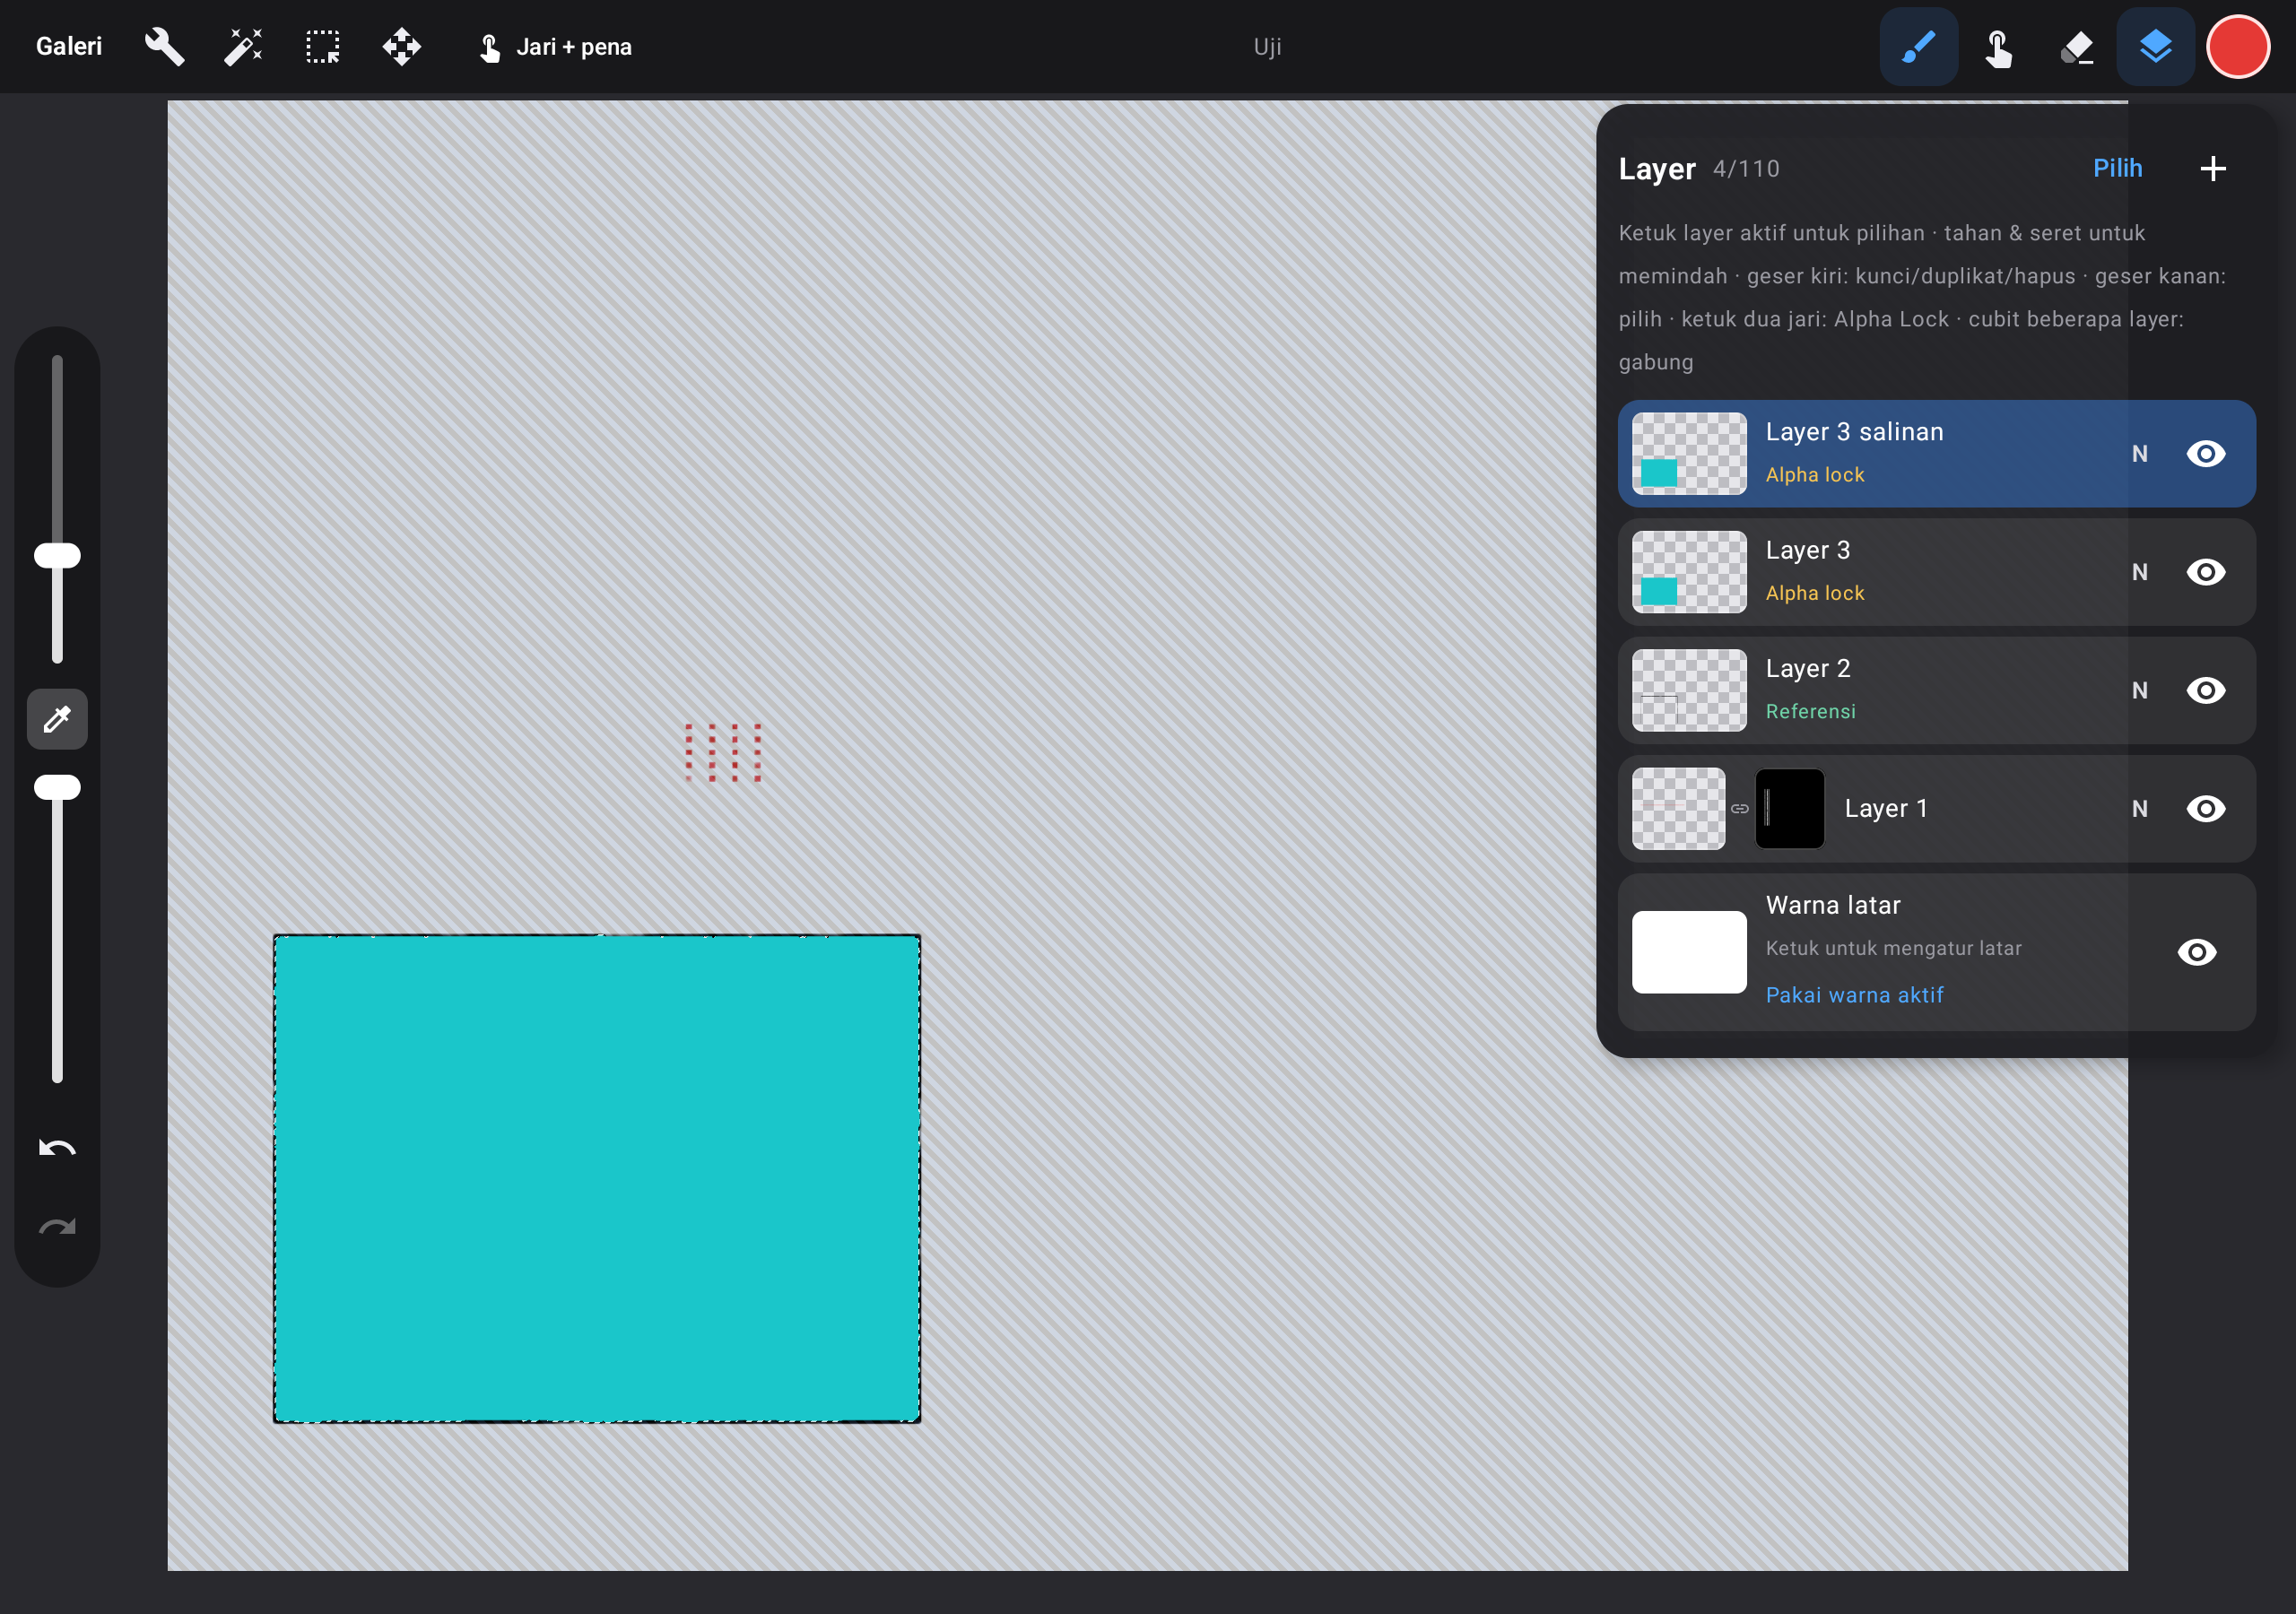 Galeri
Jari + pena
Uji
Layer 4/110
Pilih
Ketuk layer aktif untuk pilihan · tahan & seret untuk
memindah · geser kiri: kunci/duplikat/hapus · geser kanan:
pilih · ketuk dua jari: Alpha Lock · cubit beberapa layer:
gabung
Layer 3 salinan
Alpha lock
N
Layer 3
Alpha lock
N
Layer 2
Referensi
N
Layer 1
N
Warna latar
Ketuk untuk mengatur latar
Pakai warna aktif